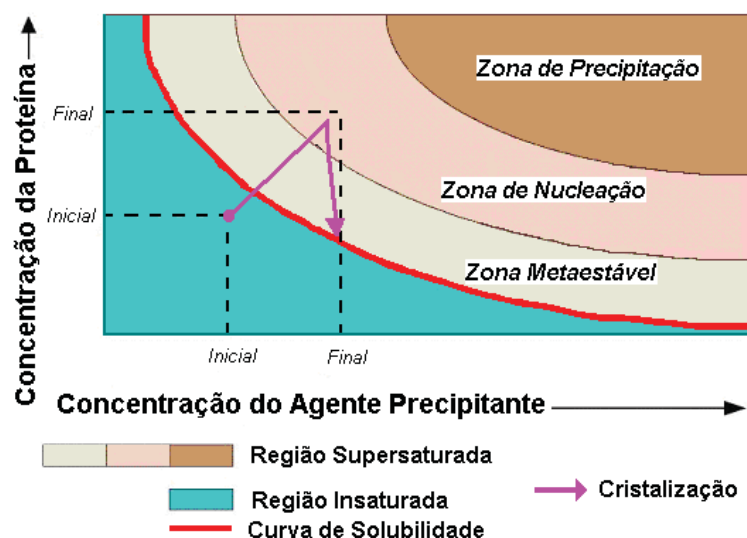 Concentração da Proteína
Final
Inicial
Zona de Precipitação
Zona de Nucleação
Zona Metaestável
Inicial
Final
Concentração do Agente Precipitante
Região Supersaturada
Região Insaturada
Cristalização
Curva de Solubilidade